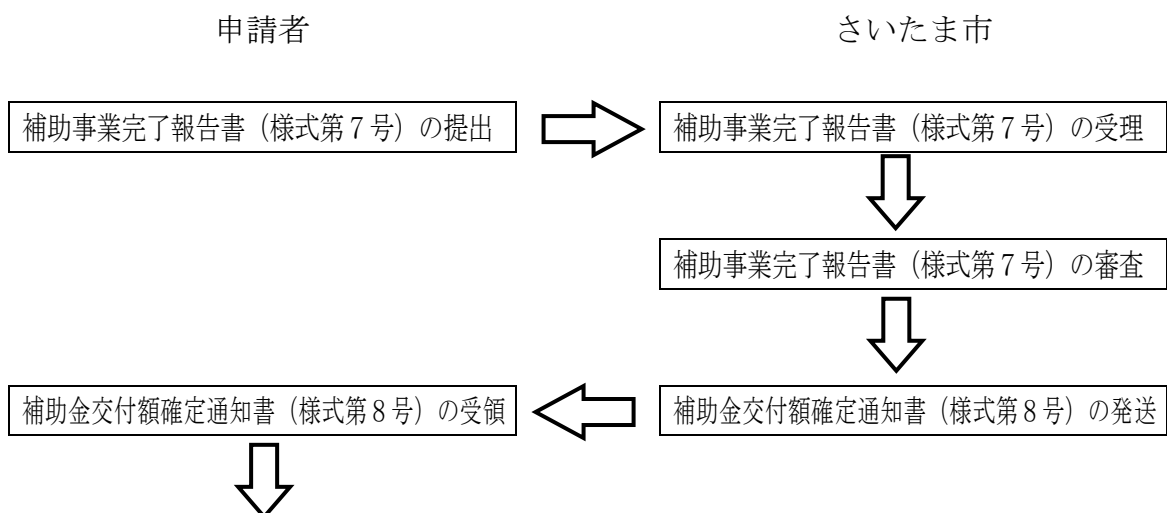 申請者
さいたま市
補助事業完了報告書（様式第７号）の提出
補助事業完了報告書（様式第７号）の受理
補助事業完了報告書（様式第７号）の審査
補助金交付額確定通知書（様式第８号）の受領
補助金交付額確定通知書（様式第８号）の発送